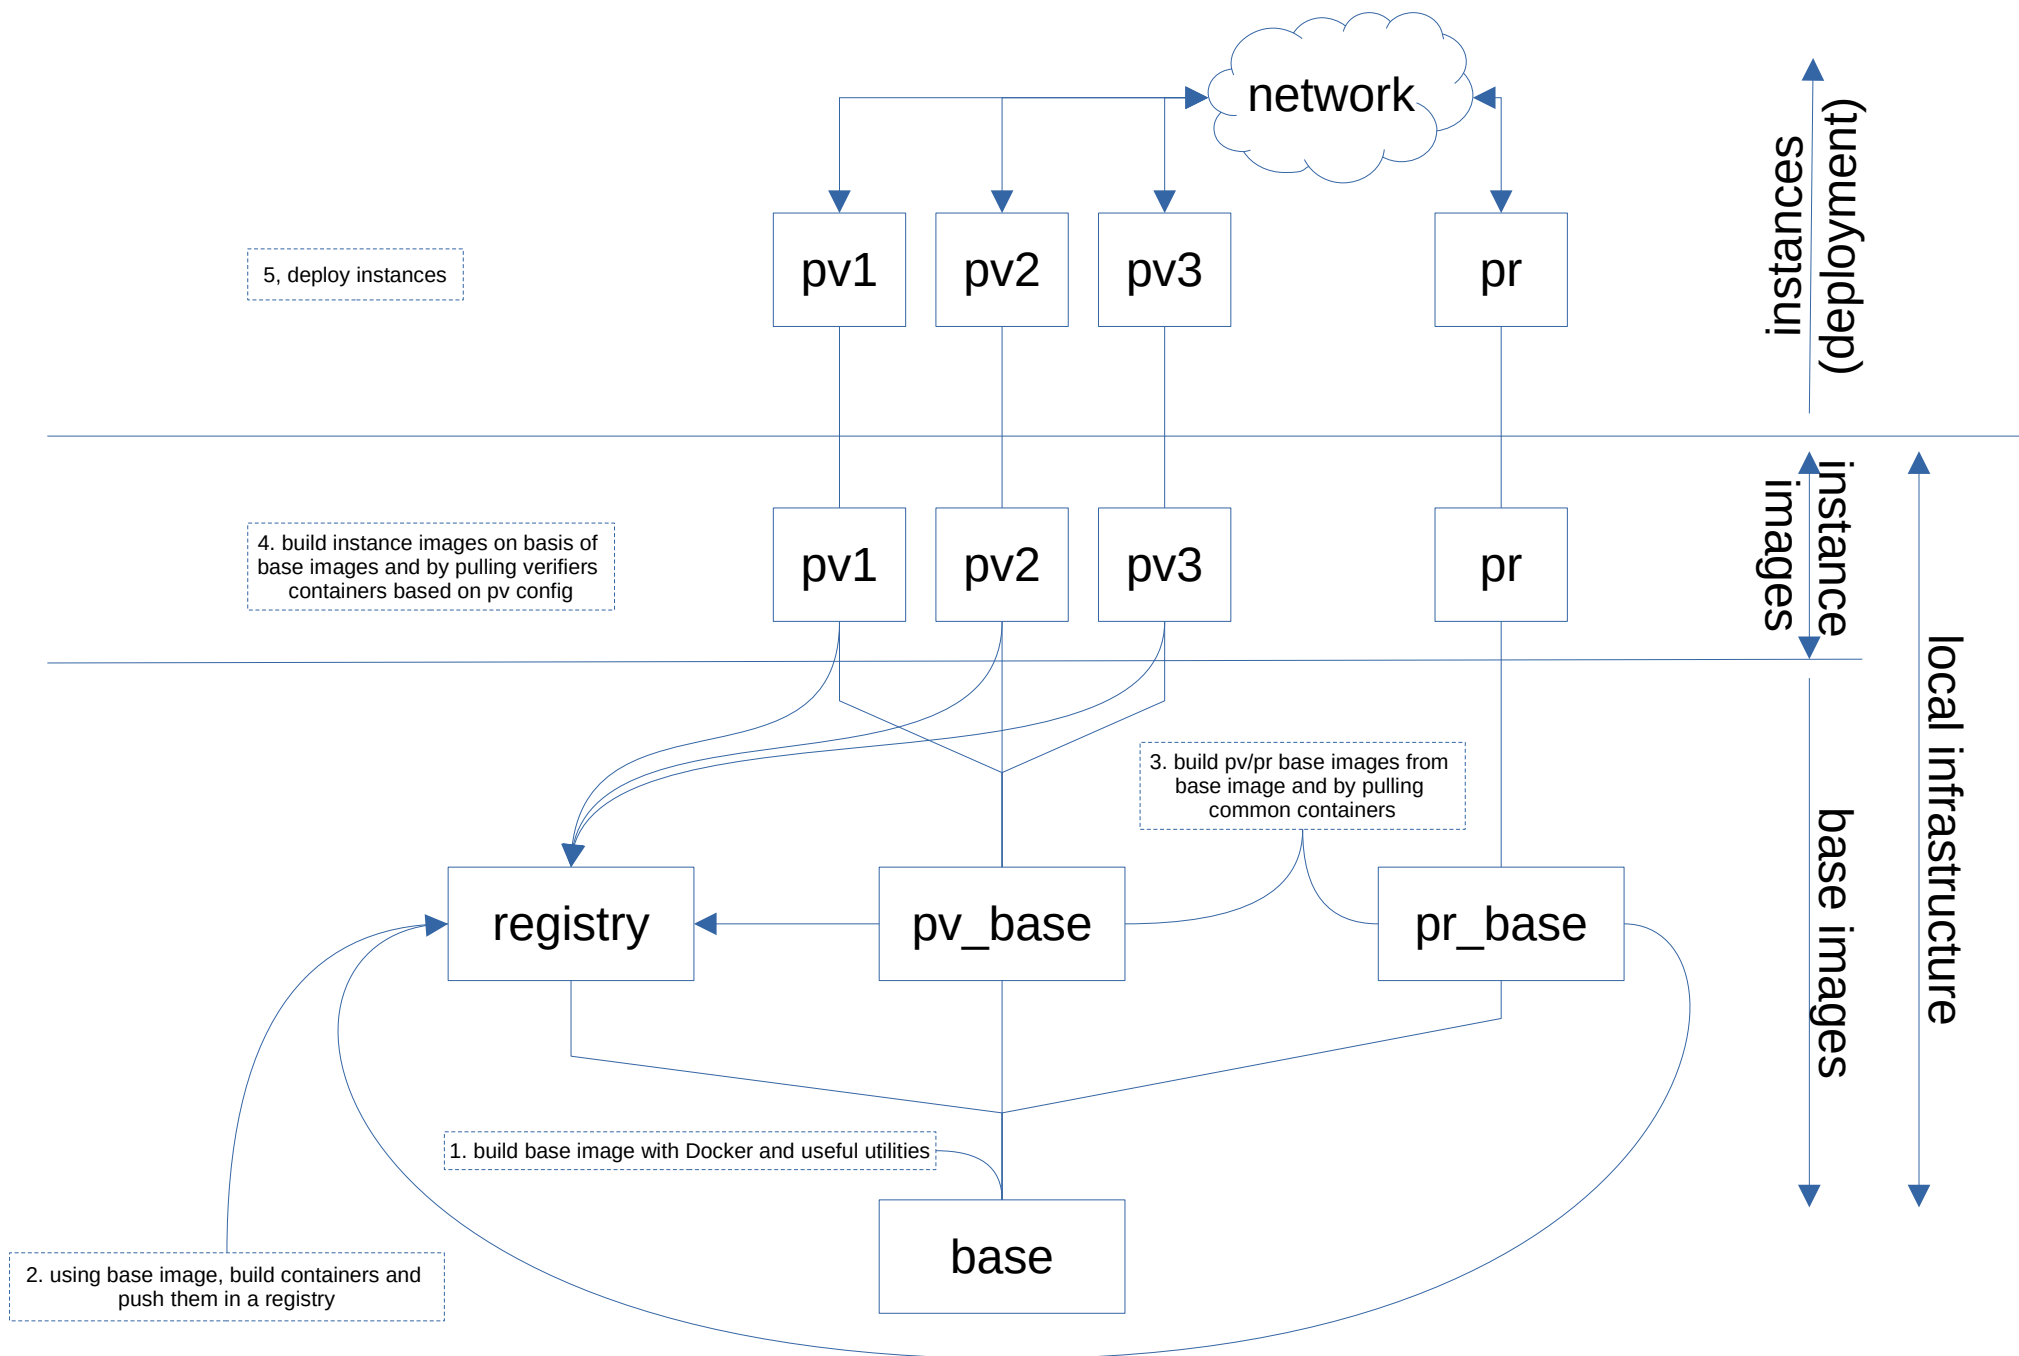 network
instances
(deployment)
pv1
pv2
pv3
pr
5, deploy instances
instance
images
4. build instance images on basis of
base images and by pulling verifiers
containers based on pv config
pv1
pv2
pv3
pr
local infrastructure
3. build pv/pr base images from
base image and by pulling
common containers
base images
registry
pv_base
pr_base
1. build base image with Docker and useful utilities
base
2. using base image, build containers and
push them in a registry